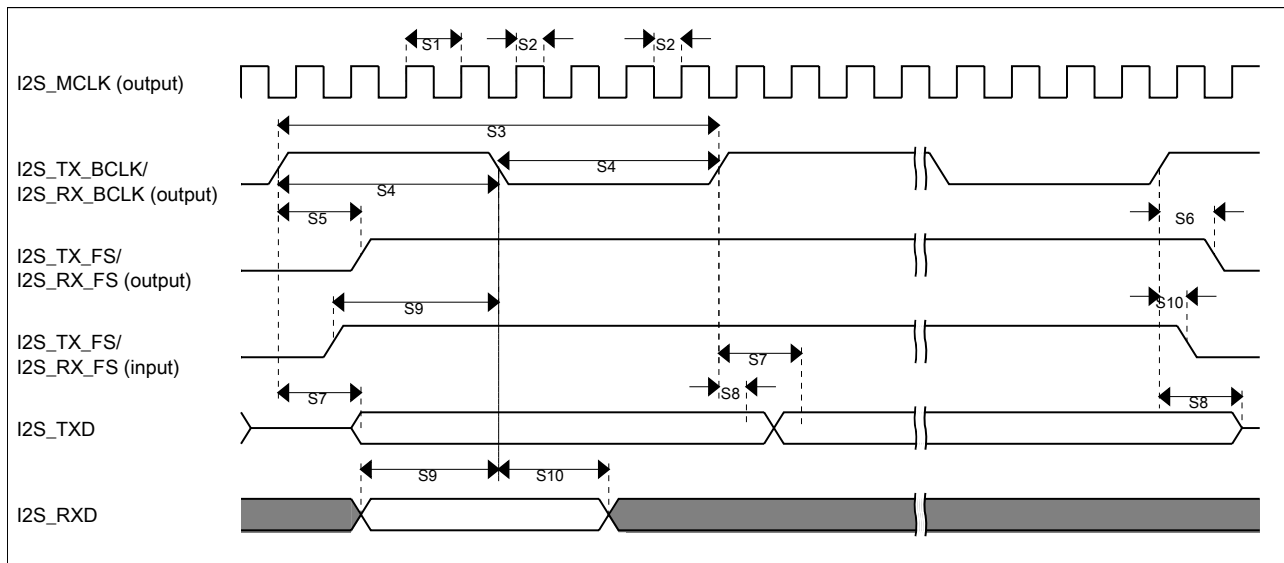 S1
S2
S2
I2S_MCLK (output)
S3
I2S_TX_BCLK/
I2S_RX_BCLK (output)
S4
S4
S5
S6
I2S_TX_FS/
I2S_RX_FS (output)
S9
S10
I2S_TX_FS/
I2S_RX_FS (input)
S7
S7
S8
S8
I2S_TXD
S9
S10
I2S_RXD